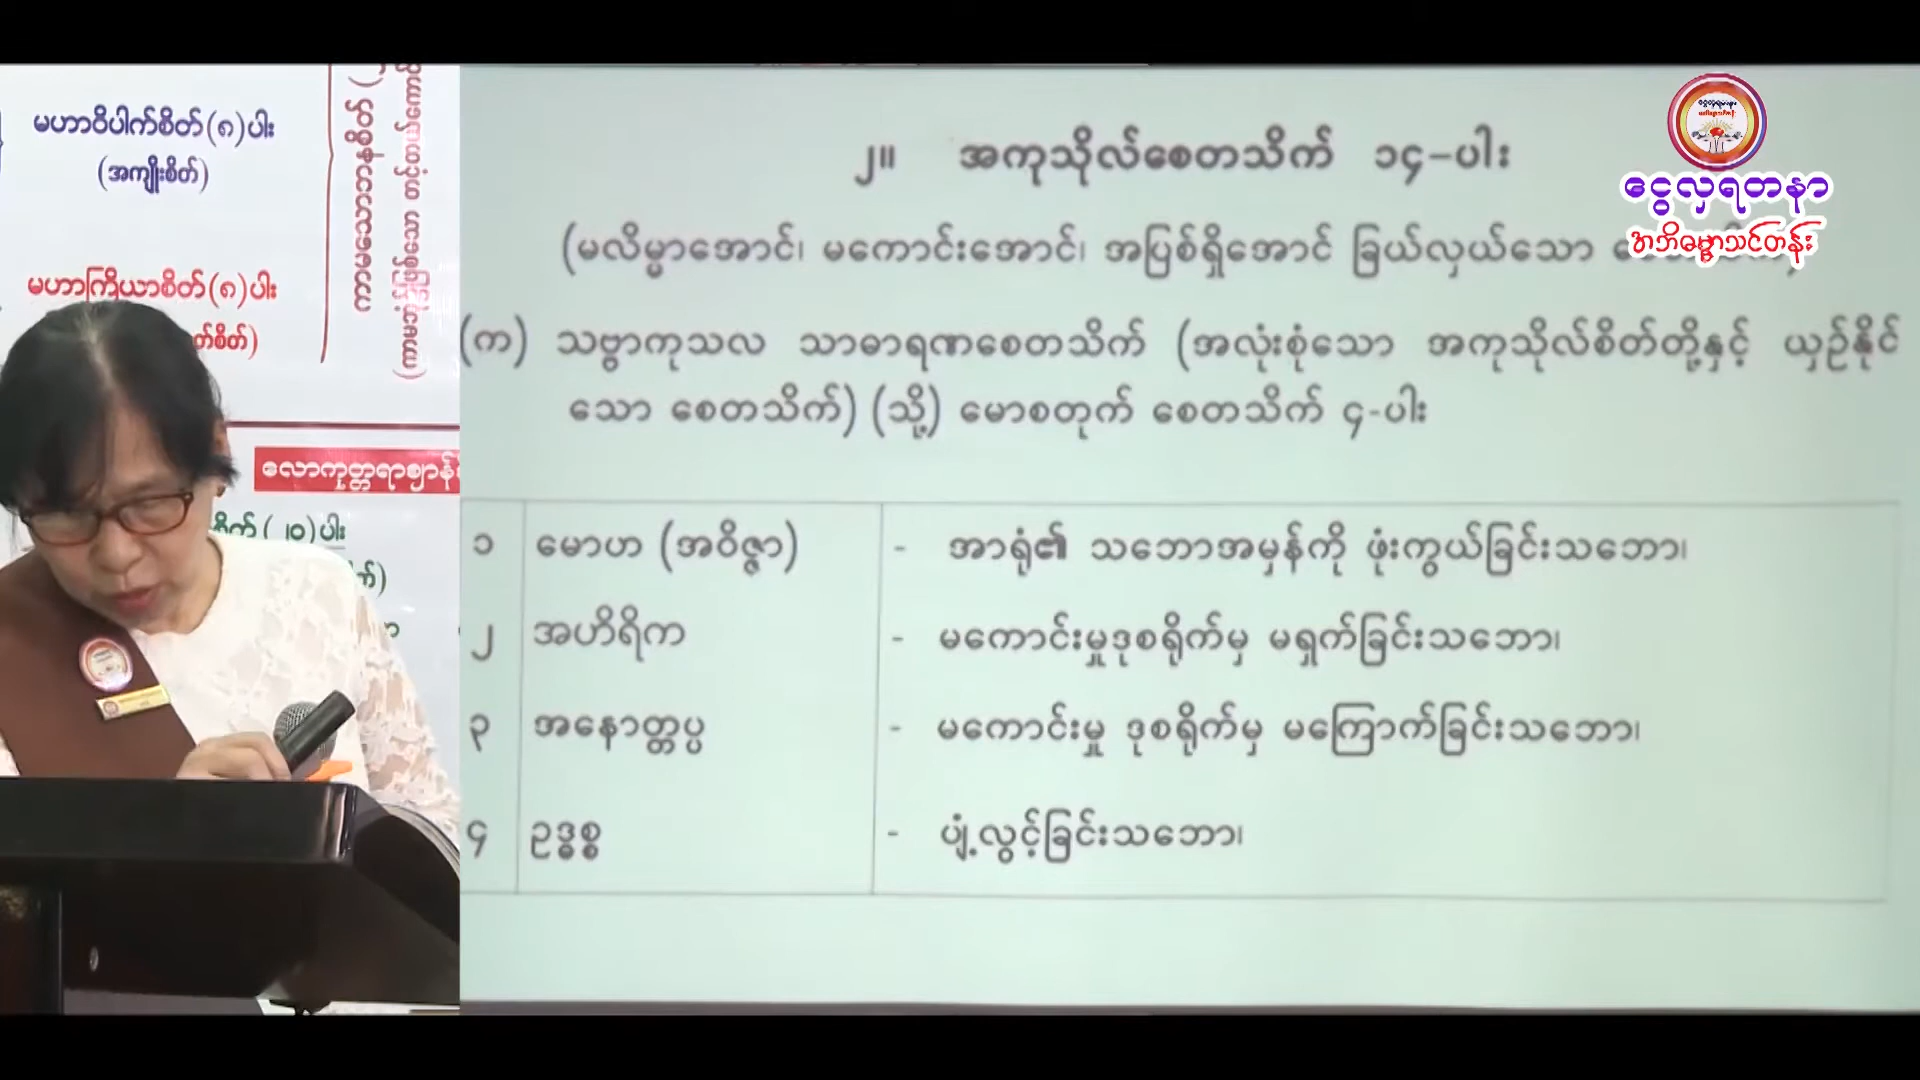 မဟာဝိပါက်စိတ်(၈)ပါး
(အကျိုးစိတ်)
မဟာကြိယာစိတ်(၈)ပါး
လောကုတ္တရာဈာန်
(၂၀)ပါး
၂။ အကုသိုလ်စေတသိက် ၁၄-ပါး
(မလိမ္မာအောင်၊ မကောင်းအောင်၊ အပြစ်ရှိအောင် ခြယ်လှယ်သော
(က) သဗ္ဗာကုသလ သာဓာရဏစေတသိက် (အလုံးစုံသော အကုသိုလ်စိတ်တို့နှင့် ယှဉ်နိုင်
သော စေတသိက်) (သို့) မောစတုက် စေတသိက် ၄-ပါး
၁ မောဟ (အဝိဇ္ဇာ) - အာရုံ၏ သဘောအမှန်ကို ဖုံးကွယ်ခြင်းသဘော၊
၂ အဟိရိက - မကောင်းမှုဒုစရိုက်မှ မရှက်ခြင်းသဘော၊
၃ အနောတ္တပ္ပ - မကောင်းမှု ဒုစရိုက်မှ မကြောက်ခြင်းသဘော၊
၄ ဥဒ္ဓစ္စ - ပျံ့လွင့်ခြင်းသဘော၊
ငွေလှရတနာ
အဘိဓမ္မာသင်တန်း